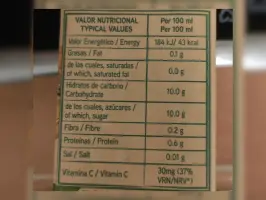 VALOR NUTRICIONAL Por 100 ml
TYPICAL VALUES Per 100 ml
Valor Energético / Energy 184 kJ/ 43 kcal
Grasas / Fat 0.1 g
de las cuales, saturadas /
of which, saturated fat 0.0 g
Hidratos de carbono /
Carbohydrate 10.0 g
de los cuales, azúcares /
of which, sugar 10.0 g
Fibra / Fibre 0.2 g
Proteínas / Protein 0.6 g
Sal / Salt 0.01 g
Vitamina C / Vitamin C 30mg (37%
VRN/NRV*)